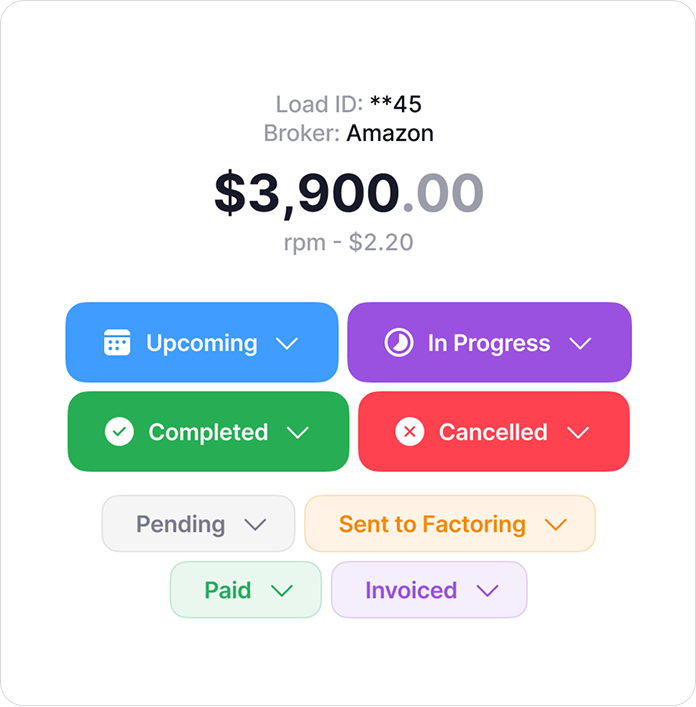 Load ID: **45
Broker: Amazon
$3,900.00
rpm - $2.20
Upcoming
In Progress
Completed
Cancelled
Pending
Sent to Factoring
Paid
Invoiced